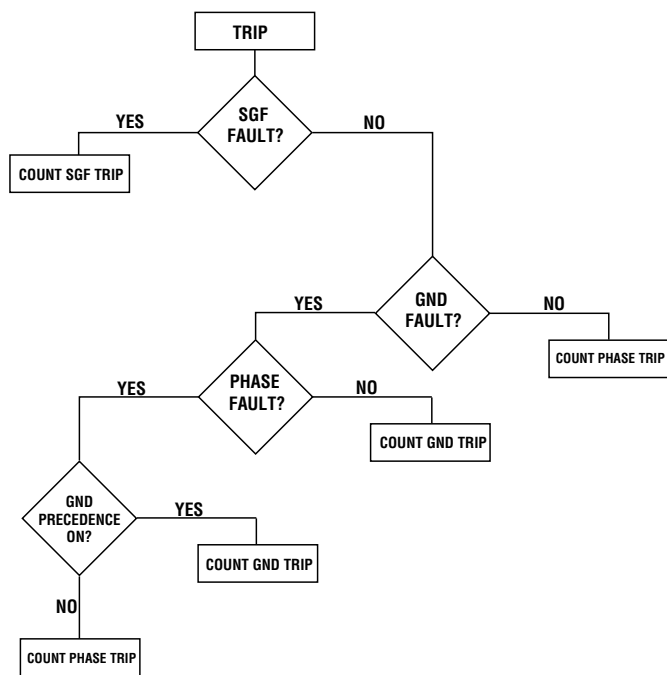 TRIP
SGF
FAULT?
YES
NO
COUNT SGF TRIP
GND
FAULT?
YES
NO
COUNT PHASE TRIP
PHASE
FAULT?
YES
NO
COUNT GND TRIP
GND
PRECEDENCE
ON?
YES
COUNT GND TRIP
NO
COUNT PHASE TRIP